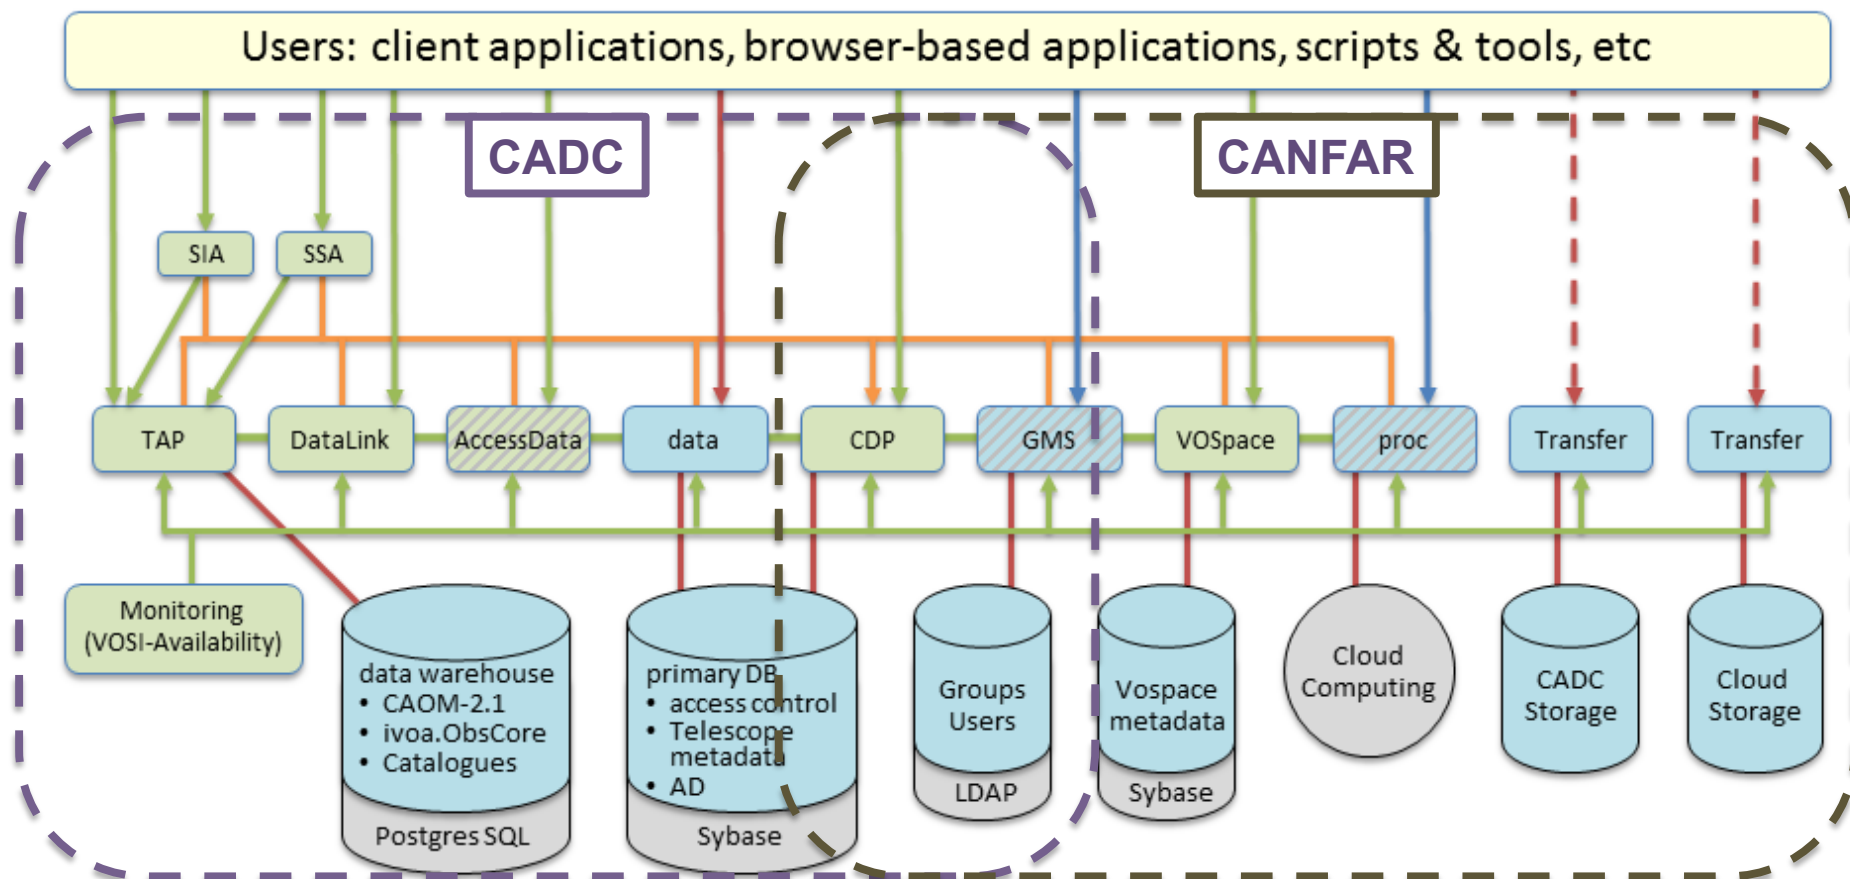 Users: client applications, browser-based applications, scripts & tools, etc
CADC
CANFAR
SIA
SSA
TAP
DataLink
AccessData
data
CDP
GMS
VOSpace
proc
Transfer
Transfer
Monitoring
(VOSI-Availability)
data warehouse
• CAOM-2.1
• ivoa.ObsCore
• Catalogues
Postgres SQL
primary DB
• access control
• Telescope
metadata
• AD
Sybase
Groups
Users
LDAP
Vospace
metadata
Sybase
Cloud
Computing
CADC
Storage
Cloud
Storage